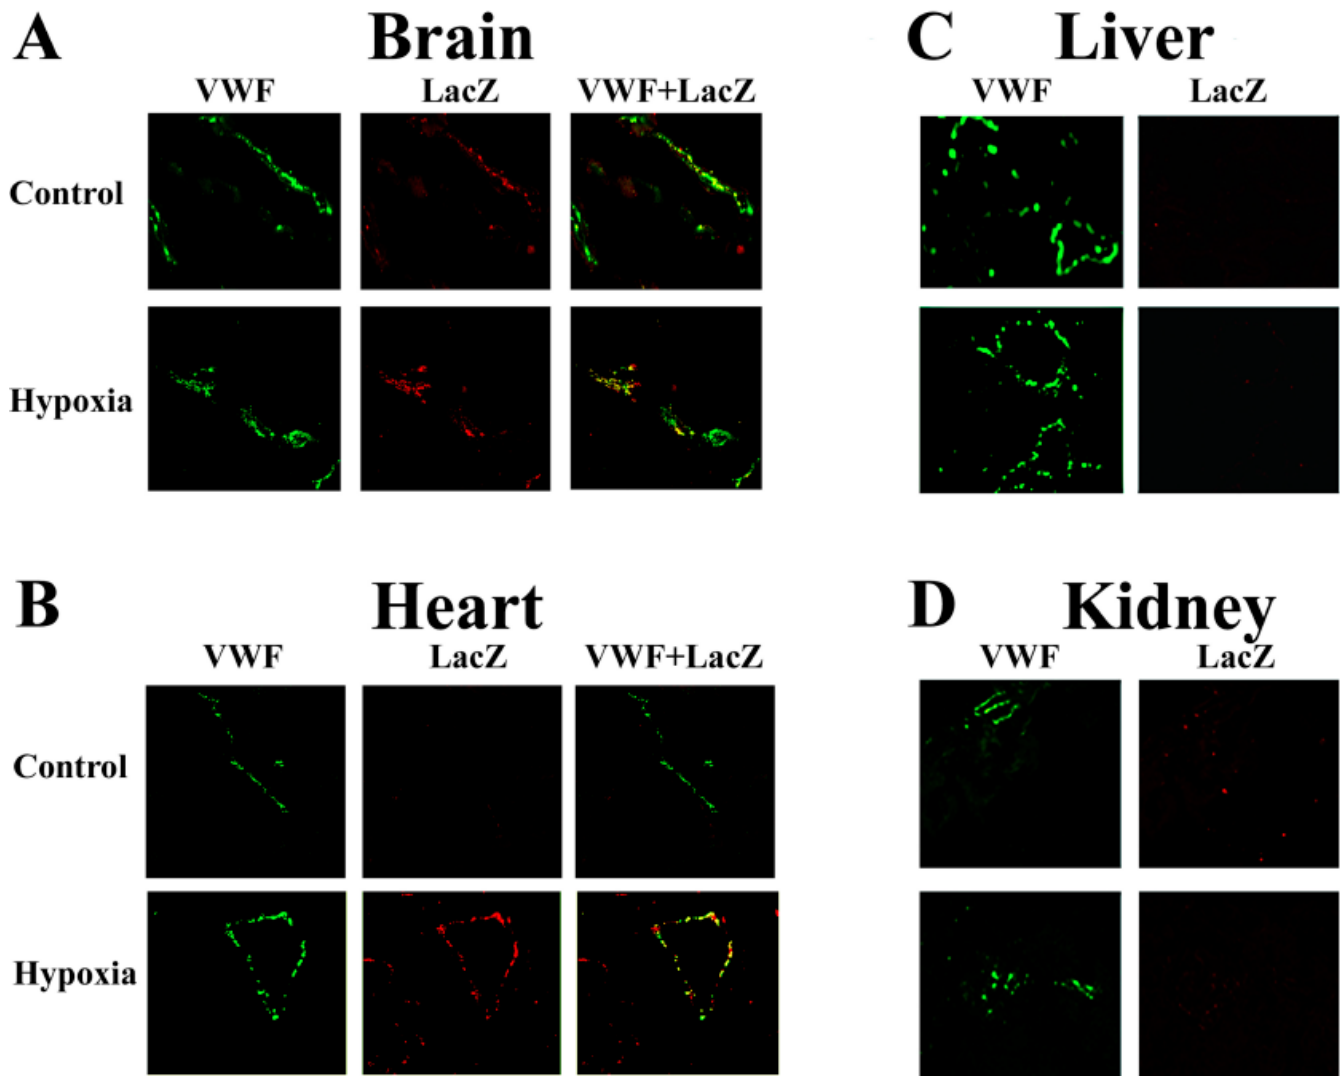 A Brain
VWF LacZ VWF+LacZ
Control
Hypoxia
B Heart
VWF LacZ VWF+LacZ
Control
Hypoxia
C Liver
VWF LacZ
D Kidney
VWF LacZ